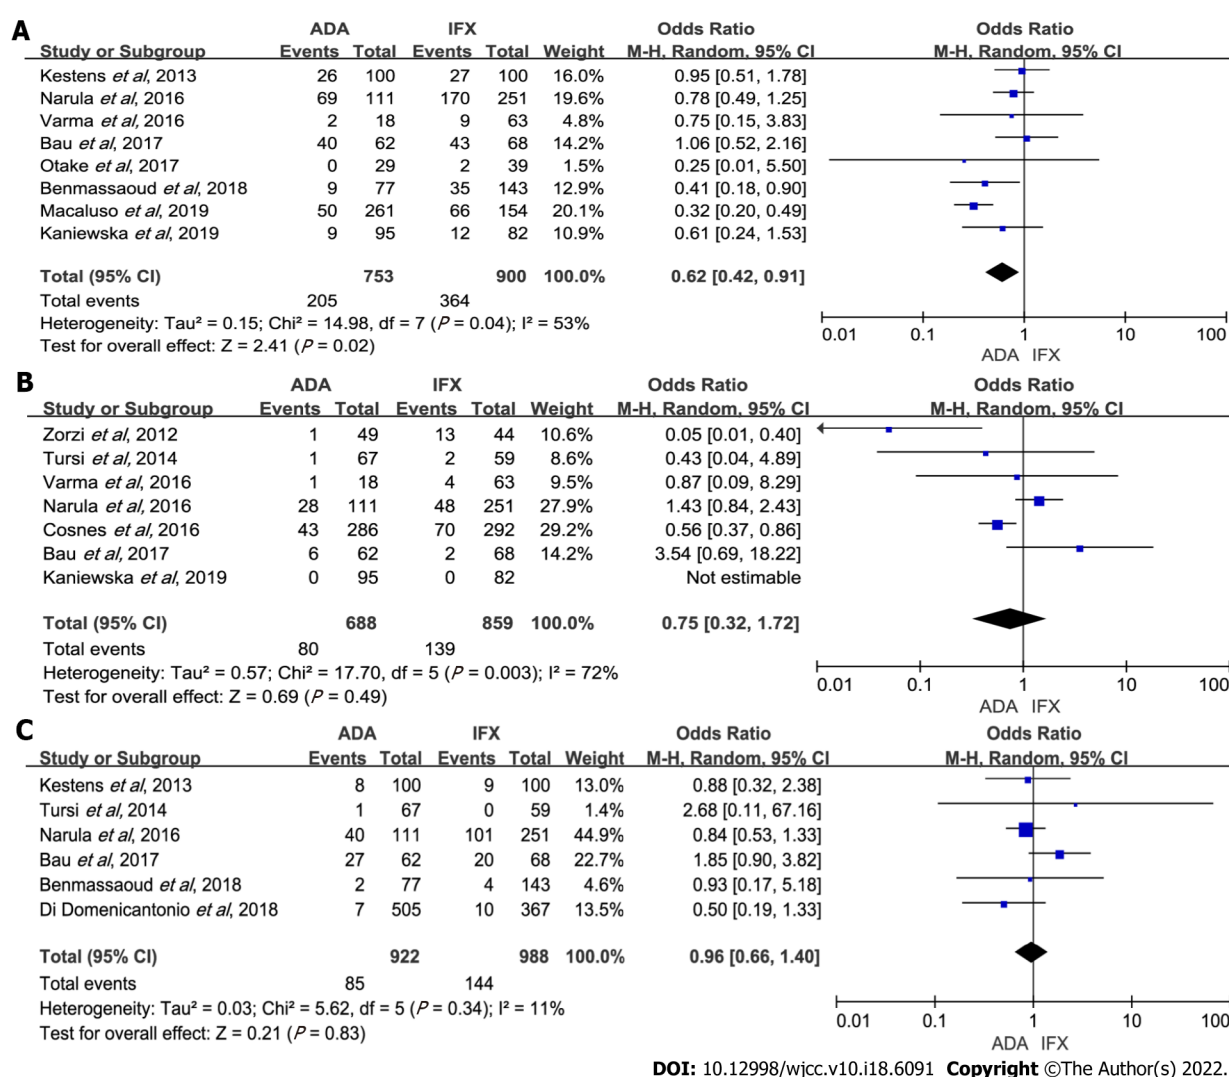 A
ADA IFX Odds Ratio Odds Ratio
Study or Subgroup Events Total Events Total Weight M-H, Random, 95% CI M-H, Random, 95% CI
Kestens et al, 2013 26 100 27 100 16.0% 0.95 [0.51, 1.78]
Narula et al, 2016 69 111 170 251 19.6% 0.78 [0.49, 1.25]
Varma et al, 2016 2 18 9 63 4.8% 0.75 [0.15, 3.83]
Bau et al, 2017 40 62 43 68 14.2% 1.06 [0.52, 2.16]
Otake et al, 2017 0 29 2 39 1.5% 0.25 [0.01, 5.50]
Benmassaoud et al, 2018 9 77 35 143 12.9% 0.41 [0.18, 0.90]
Macaluso et al, 2019 50 261 66 154 20.1% 0.32 [0.20, 0.49]
Kaniewska et al, 2019 9 95 12 82 10.9% 0.61 [0.24, 1.53]
Total (95% CI) 753 900 100.0% 0.62 [0.42, 0.91]
Total events 205 364
Heterogeneity: Tau² = 0.15; Chi² = 14.98, df = 7 (P = 0.04); I² = 53%
Test for overall effect: Z = 2.41 (P = 0.02)
0.01 0.1 1 10 100
ADA IFX
B
ADA IFX Odds Ratio Odds Ratio
Study or Subgroup Events Total Events Total Weight M-H, Random, 95% CI M-H, Random, 95% CI
Zorzi et al, 2012 1 49 13 44 10.6% 0.05 [0.01, 0.40]
Tursi et al, 2014 1 67 2 59 8.6% 0.43 [0.04, 4.89]
Varma et al, 2016 1 18 4 63 9.5% 0.87 [0.09, 8.29]
Narula et al, 2016 28 111 48 251 27.9% 1.43 [0.84, 2.43]
Cosnes et al, 2016 43 286 70 292 29.2% 0.56 [0.37, 0.86]
Bau et al, 2017 6 62 2 68 14.2% 3.54 [0.69, 18.22]
Kaniewska et al, 2019 0 95 0 82 Not estimable
Total (95% CI) 688 859 100.0% 0.75 [0.32, 1.72]
Total events 80 139
Heterogeneity: Tau² = 0.57; Chi² = 17.70, df = 5 (P = 0.003); I² = 72%
Test for overall effect: Z = 0.69 (P = 0.49)
0.01 0.1 1 10 100
ADA IFX
C
ADA IFX Odds Ratio Odds Ratio
Study or Subgroup Events Total Events Total Weight M-H, Random, 95% CI M-H, Random, 95% CI
Kestens et al, 2013 8 100 9 100 13.0% 0.88 [0.32, 2.38]
Tursi et al, 2014 1 67 0 59 1.4% 2.68 [0.11, 67.16]
Narula et al, 2016 40 111 101 251 44.9% 0.84 [0.53, 1.33]
Bau et al, 2017 27 62 20 68 22.7% 1.85 [0.90, 3.82]
Benmassaoud et al, 2018 2 77 4 143 4.6% 0.93 [0.17, 5.18]
Di Domenicantonio et al, 2018 7 505 10 367 13.5% 0.50 [0.19, 1.33]
Total (95% CI) 922 988 100.0% 0.96 [0.66, 1.40]
Total events 85 144
Heterogeneity: Tau² = 0.03; Chi² = 5.62, df = 5 (P = 0.34); I² = 11%
Test for overall effect: Z = 0.21 (P = 0.83)
0.01 0.1 1 10 100
ADA IFX
DOI: 10.12998/wjcc.v10.i18.6091 Copyright ©The Author(s) 2022.